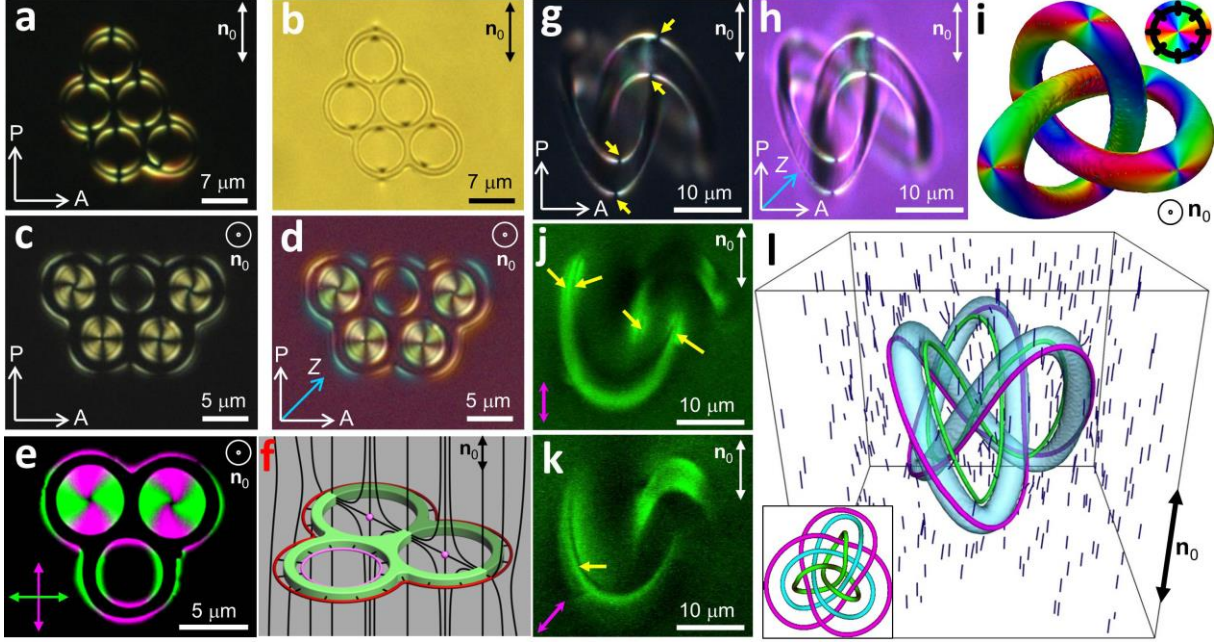 a
n₀
P
A
7 μm
b
n₀
7 μm
g
n₀
P
A
10 μm
h
n₀
P
Z
A
10 μm
i
n₀
c
n₀
P
A
5 μm
d
n₀
P
Z
A
5 μm
j
n₀
10 μm
l
n₀
e
n₀
5 μm
f
n₀
k
n₀
10 μm